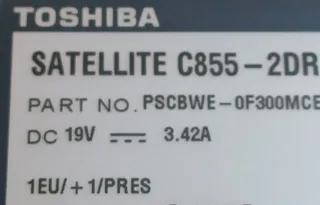 TOSHIBA
SATELLITE C855-2DR
PART NO. PSCBWE-0F300MCE
DC 19V ⎓ 3.42A
1EU/+1/PRES